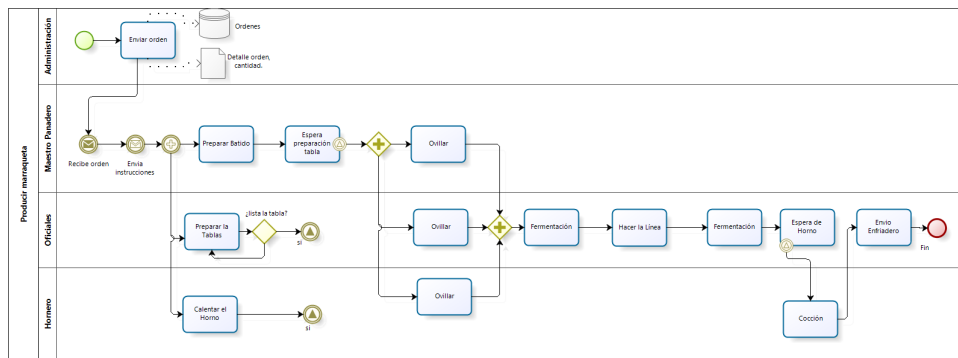 Producir marraqueta
Administración
Enviar orden
Ordenes
Detalle orden,
cantidad.
Maestro Panadero
Recibe orden
Envia
instrucciones
Preparar Batido
Espera
preparación
tabla
Ovillar
Oficiales
Preparar la
Tablas
¿lista la tabla?
si
Ovillar
Fermentación
Hacer la Línea
Fermentación
Espera de
Horno
Envio
Enfriadero
Fin
Hornero
Calentar el
Horno
si
Ovillar
Cocción